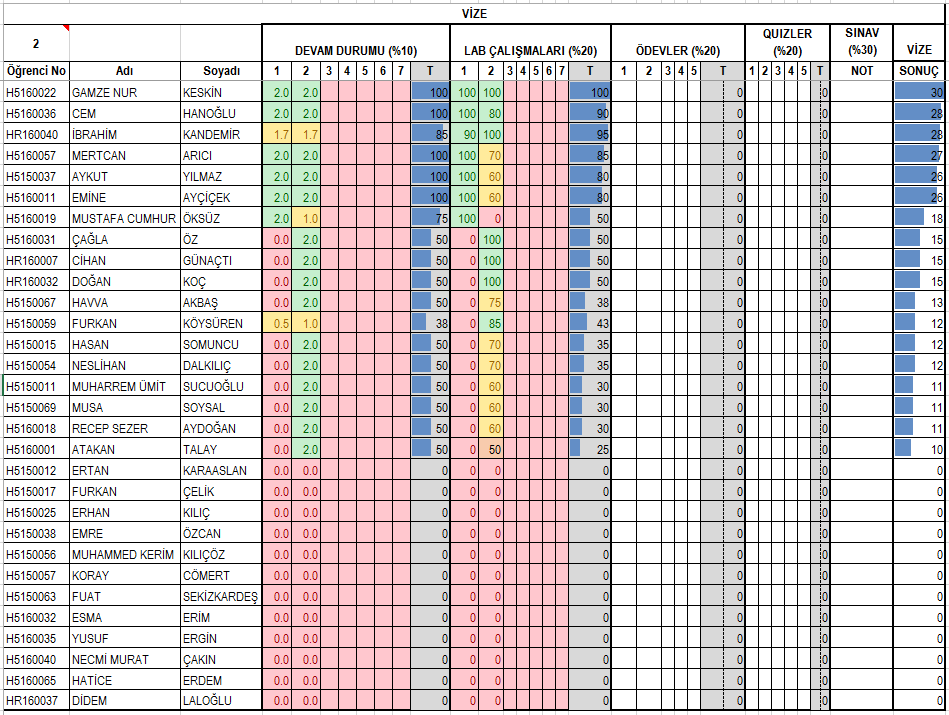 VİZE
2 DEVAM DURUMU (%10) LAB ÇALIŞMALARI (%20) ÖDEVLER (%20) QUIZLER (%20) SINAV (%30) VİZE
Öğrenci No Adı Soyadı 1 2 3 4 5 6 7 T 1 2 3 4 5 6 7 T 1 2 3 4 5 T 1 2 3 4 5 T NOT SONUÇ
H5160022 GAMZE NUR KESKİN 2.0 2.0 100 100 100 100 0 0 30
H5160036 CEM HANOĞLU 2.0 2.0 100 100 80 90 0 0 28
HR160040 İBRAHİM KANDEMİR 1.7 1.7 85 90 100 95 0 0 28
H5160057 MERTCAN ARICI 2.0 2.0 100 100 70 85 0 0 27
H5150037 AYKUT YILMAZ 2.0 2.0 100 100 60 80 0 0 26
H5160011 EMİNE AYÇİÇEK 2.0 2.0 100 100 60 80 0 0 26
H5160019 MUSTAFA CUMHUR ÖKSÜZ 2.0 1.0 75 100 0 50 0 0 18
H5160031 ÇAĞLA ÖZ 0.0 2.0 50 0 100 50 0 0 15
HR160007 CİHAN GÜNAÇTI 0.0 2.0 50 0 100 50 0 0 15
HR160032 DOĞAN KOÇ 0.0 2.0 50 0 100 50 0 0 15
H5150067 HAVVA AKBAŞ 0.0 2.0 50 0 75 38 0 0 13
H5150059 FURKAN KÖYSÜREN 0.5 1.0 38 0 85 43 0 0 12
H5150015 HASAN SOMUNCU 0.0 2.0 50 0 70 35 0 0 12
H5150054 NESLİHAN DALKILIÇ 0.0 2.0 50 0 70 35 0 0 12
H5150011 MUHARREM ÜMİT SUCUOĞLU 0.0 2.0 50 0 60 30 0 0 11
H5150069 MUSA SOYSAL 0.0 2.0 50 0 60 30 0 0 11
H5160018 RECEP SEZER AYDOĞAN 0.0 2.0 50 0 60 30 0 0 11
H5160001 ATAKAN TALAY 0.0 2.0 50 0 50 25 0 0 10
H5150012 ERTAN KARAASLAN 0.0 0.0 0 0 0 0 0 0 0
H5150017 FURKAN ÇELİK 0.0 0.0 0 0 0 0 0 0 0
H5150025 ERHAN KILIÇ 0.0 0.0 0 0 0 0 0 0 0
H5150038 EMRE ÖZCAN 0.0 0.0 0 0 0 0 0 0 0
H5150056 MUHAMMED KERİM KILIÇÖZ 0.0 0.0 0 0 0 0 0 0 0
H5150057 KORAY CÖMERT 0.0 0.0 0 0 0 0 0 0 0
H5150063 FUAT SEKİZKARDEŞ 0.0 0.0 0 0 0 0 0 0 0
H5160032 ESMA ERİM 0.0 0.0 0 0 0 0 0 0 0
H5160035 YUSUF ERGİN 0.0 0.0 0 0 0 0 0 0 0
H5160040 NECMİ MURAT ÇAKIN 0.0 0.0 0 0 0 0 0 0 0
H5160065 HATİCE ERDEM 0.0 0.0 0 0 0 0 0 0 0
HR160037 DİDEM LALOĞLU 0.0 0.0 0 0 0 0 0 0 0